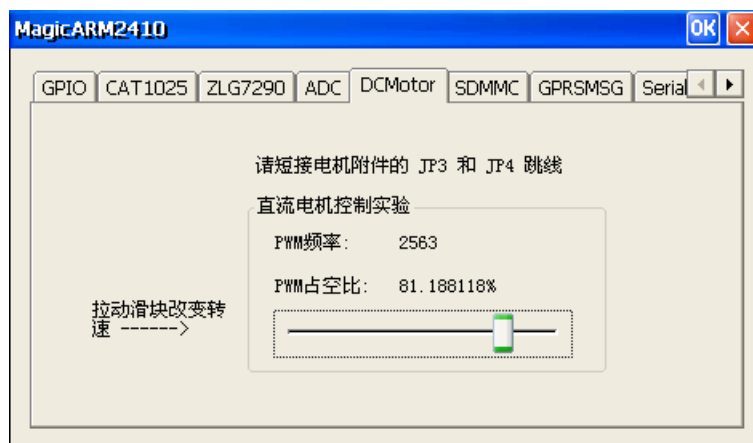 MagicARM2410 OK
GPIO CAT1025 ZLG7290 ADC DCMotor SDMMC GPRSMSG Serial
请短接电机附件的 JP3 和 JP4 跳线
直流电机控制实验
PWM频率: 2563
PWM占空比: 81.188118%
拉动滑块改变转
速 ------>